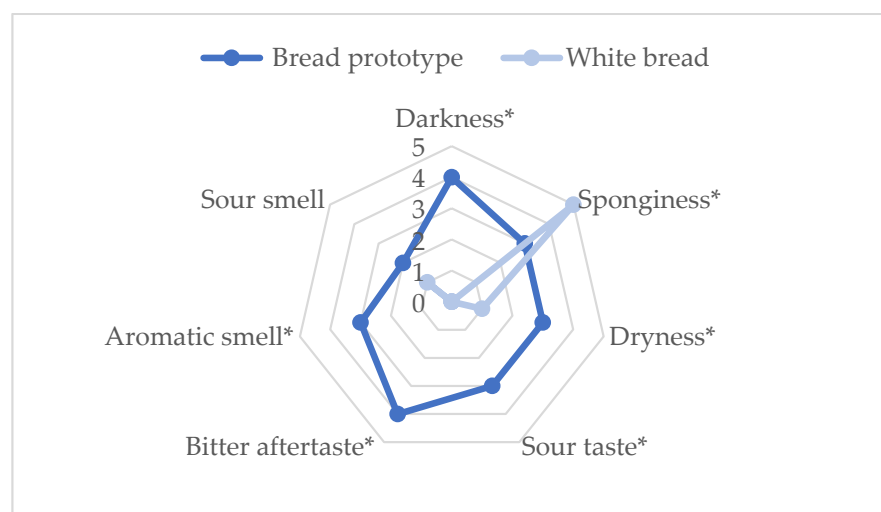 Bread prototype White bread
Darkness*
5
4
3
2
1
0
Sour smell
Sponginess*
Aromatic smell*
Dryness*
Bitter aftertaste*
Sour taste*